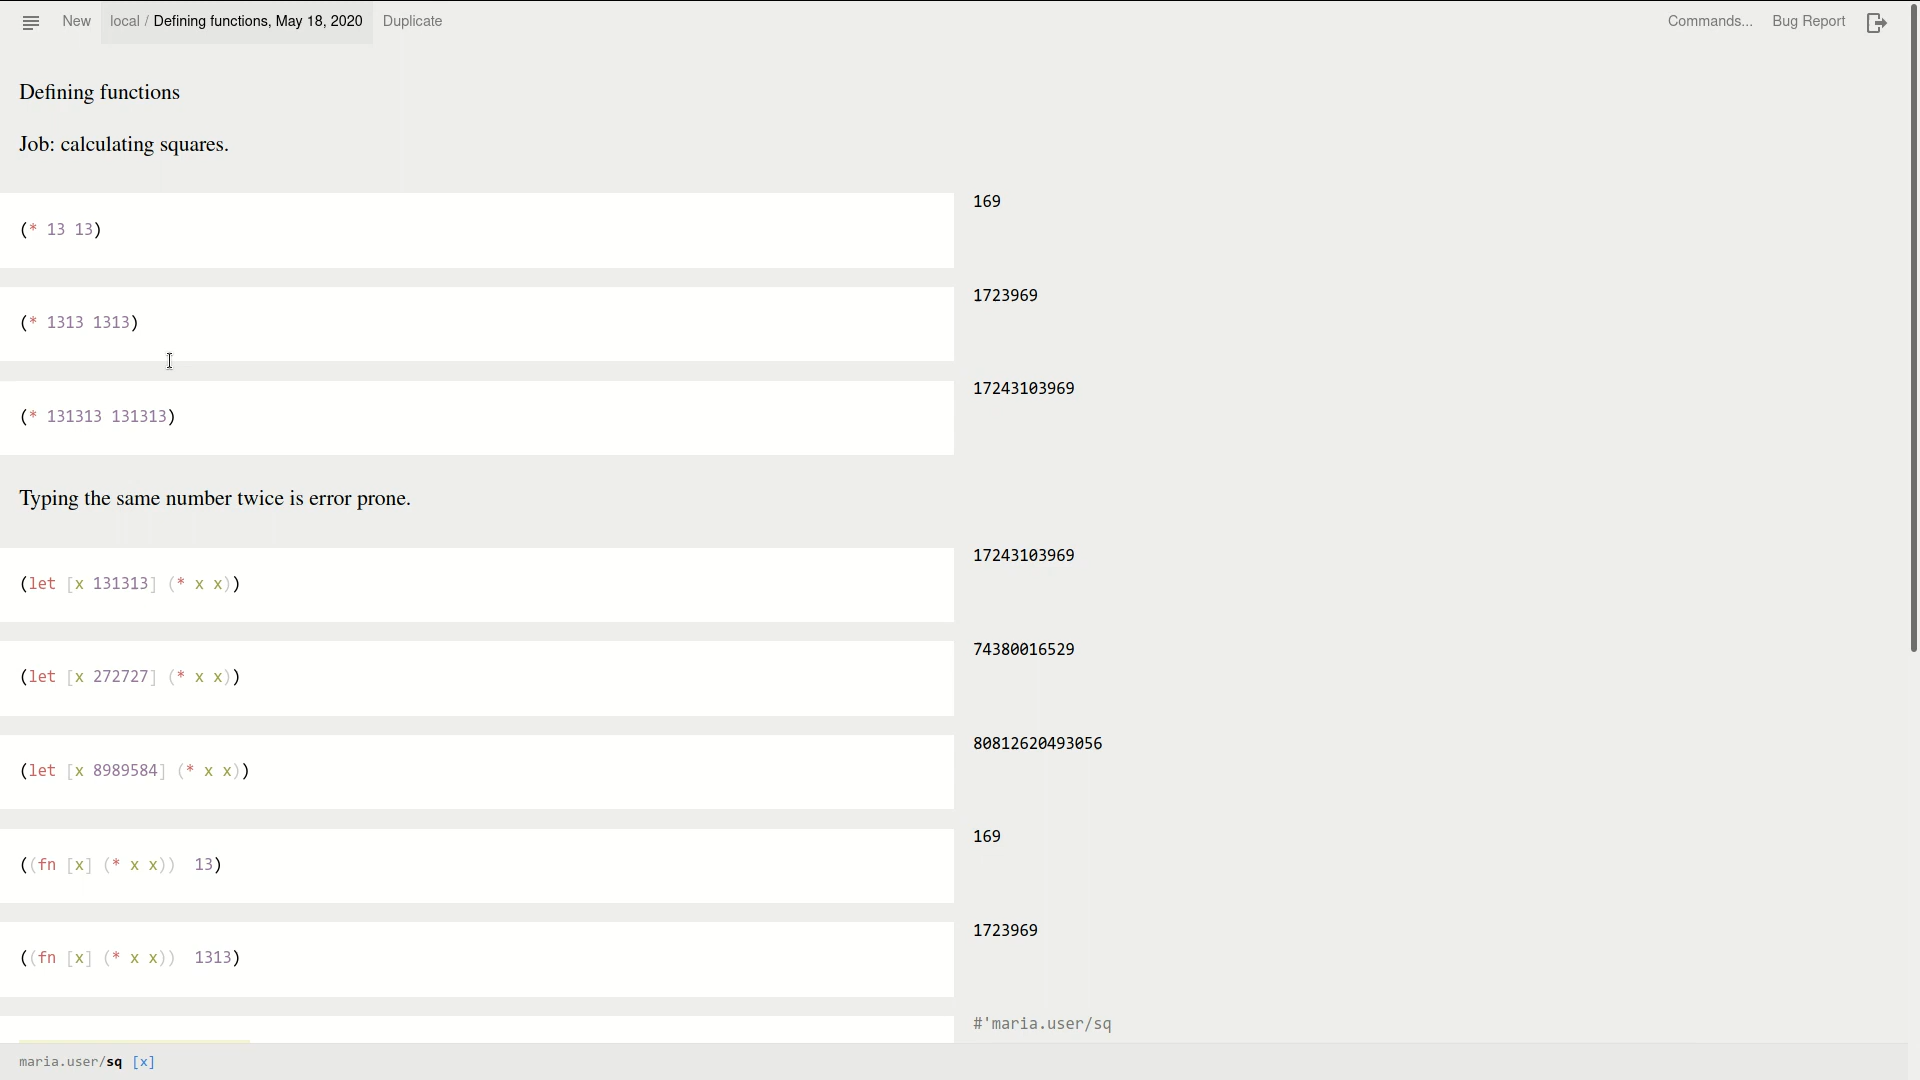 New local / Defining functions, May 18, 2020 Duplicate Commands... Bug Report
Defining functions
Job: calculating squares.
(* 13 13)
169
(* 1313 1313)
1723969
(* 131313 131313)
17243103969
Typing the same number twice is error prone.
(let [x 131313] (* x x))
17243103969
(let [x 272727] (* x x))
74380016529
(let [x 8989584] (* x x))
80812620493056
((fn [x] (* x x))  13)
169
((fn [x] (* x x))  1313)
1723969
#'maria.user/sq
maria.user/sq [x]